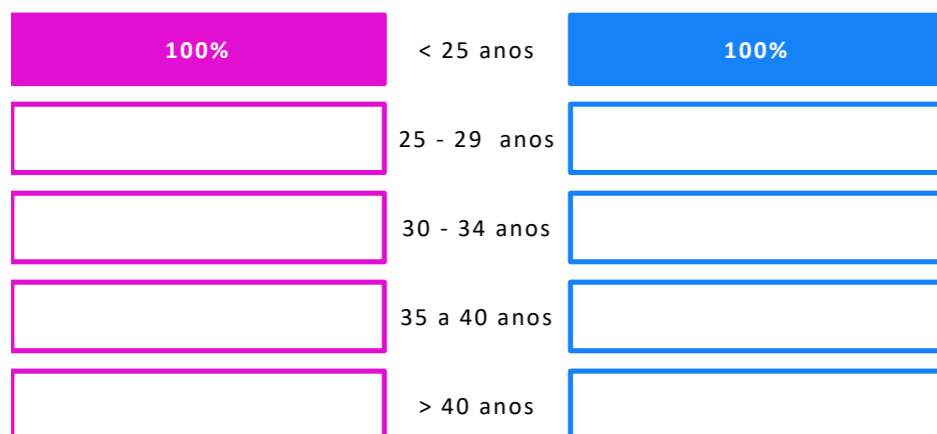 100% < 25 anos 100%
25 - 29 anos
30 - 34 anos
35 a 40 anos
> 40 anos